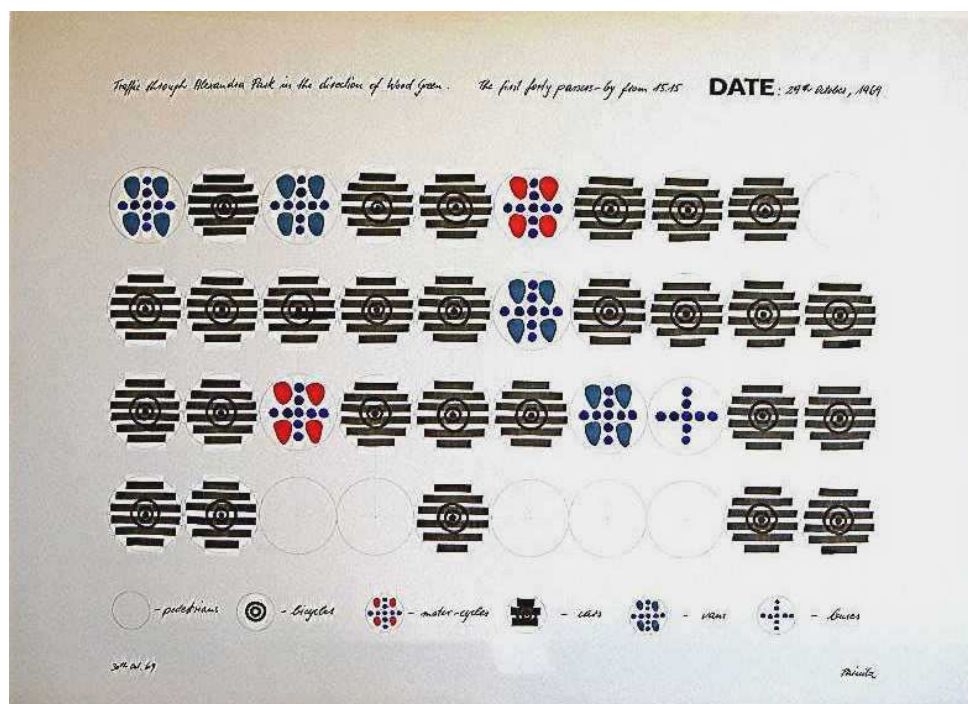 Traffic through Alexandra Park in the direction of Wood Green. The first forty passers-by from 15.15 DATE: 29th October, 1969
- pedestrians - bicycles - motor-cycles - cars - vans - buses
30th Oct. 69